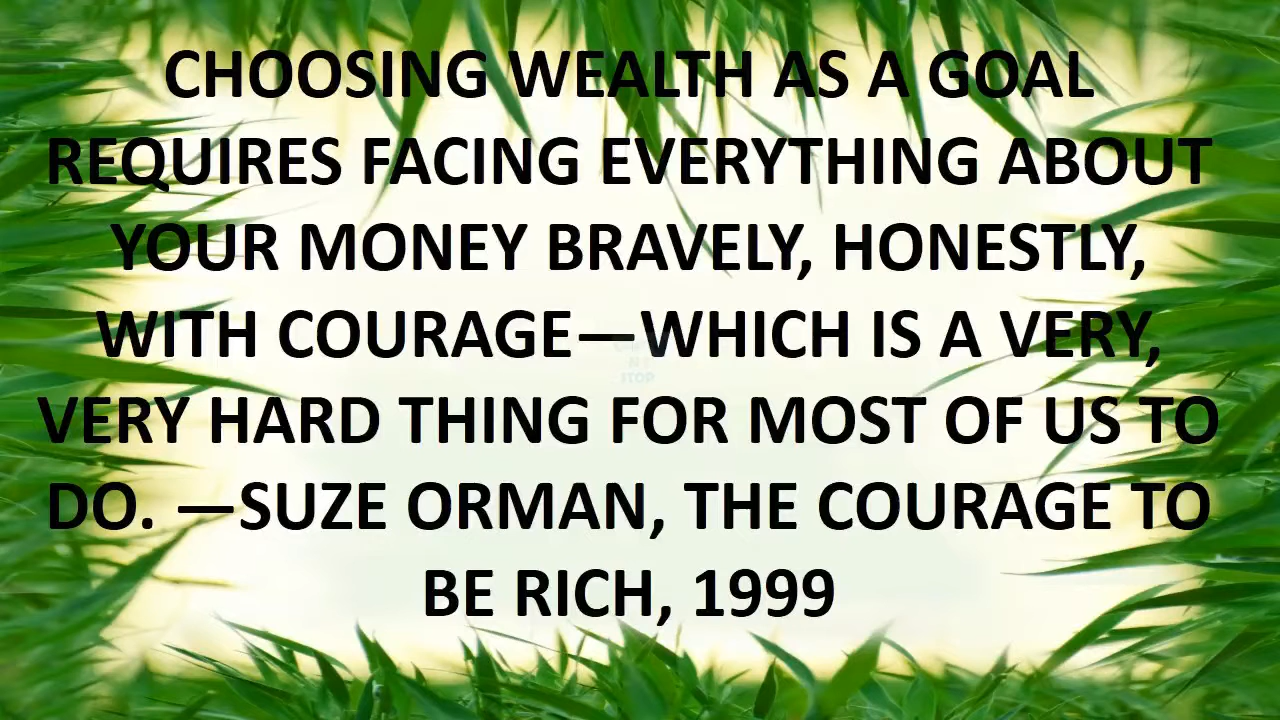 CHOOSING WEALTH AS A GOAL
REQUIRES FACING EVERYTHING ABOUT
YOUR MONEY BRAVELY, HONESTLY,
WITH COURAGE—WHICH IS A VERY,
VERY HARD THING FOR MOST OF US TO
DO. —SUZE ORMAN, THE COURAGE TO
BE RICH, 1999
STOP